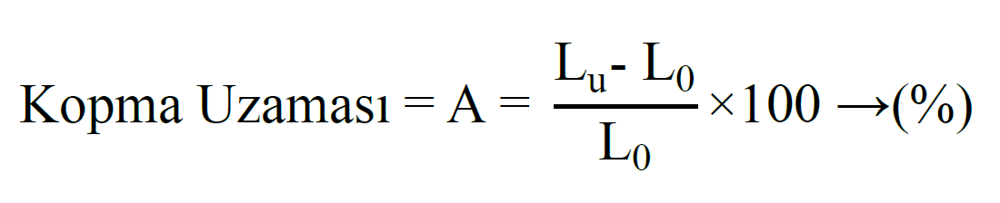 Kopma Uzaması = A = (Lᵤ- L₀) / L₀ ×100 →(%)